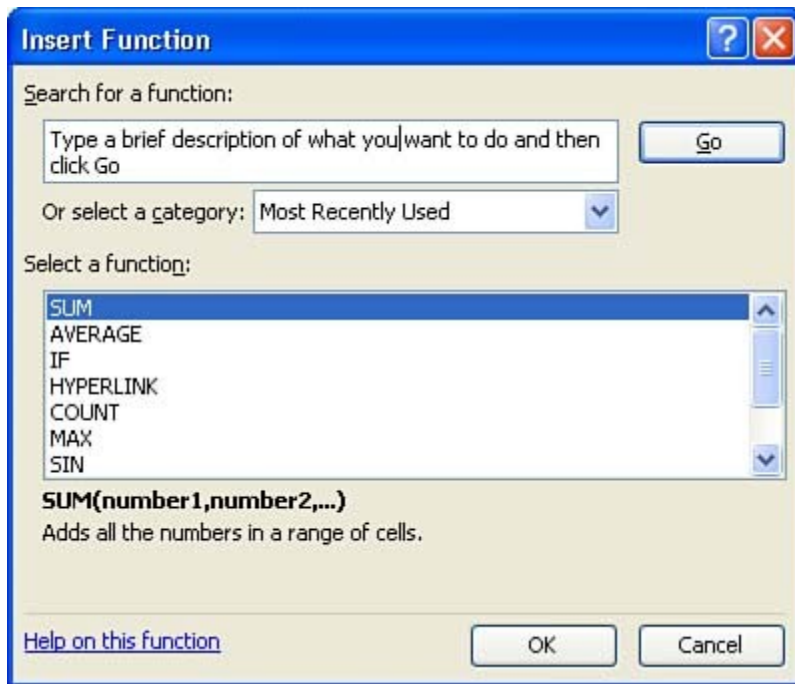 Insert Function
Search for a function:
Type a brief description of what you want to do and then
click Go
Go
Or select a category: Most Recently Used
Select a function:
SUM
AVERAGE
IF
HYPERLINK
COUNT
MAX
SIN
SUM(number1,number2,...)
Adds all the numbers in a range of cells.
Help on this function
OK
Cancel